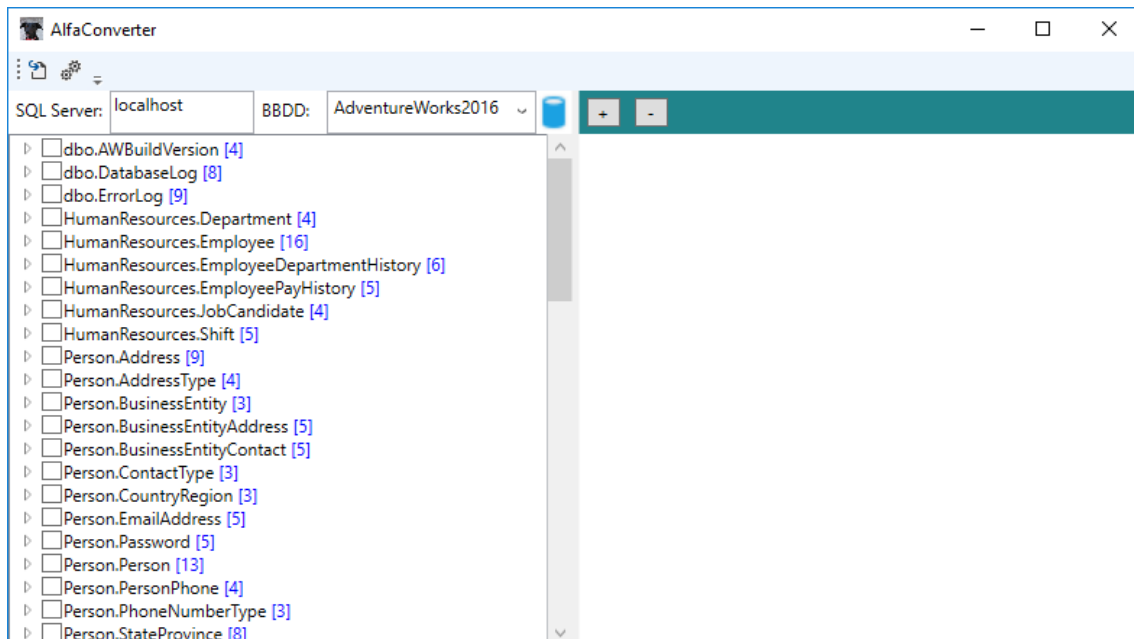 AlfaConverter
SQL Server: localhost BBDD: AdventureWorks2016 + -
dbo.AWBuildVersion [4]
dbo.DatabaseLog [8]
dbo.ErrorLog [9]
HumanResources.Department [4]
HumanResources.Employee [16]
HumanResources.EmployeeDepartmentHistory [6]
HumanResources.EmployeePayHistory [5]
HumanResources.JobCandidate [4]
HumanResources.Shift [5]
Person.Address [9]
Person.AddressType [4]
Person.BusinessEntity [3]
Person.BusinessEntityAddress [5]
Person.BusinessEntityContact [5]
Person.ContactType [3]
Person.CountryRegion [3]
Person.EmailAddress [5]
Person.Password [5]
Person.Person [13]
Person.PersonPhone [4]
Person.PhoneNumberType [3]
Person.StateProvince [8]